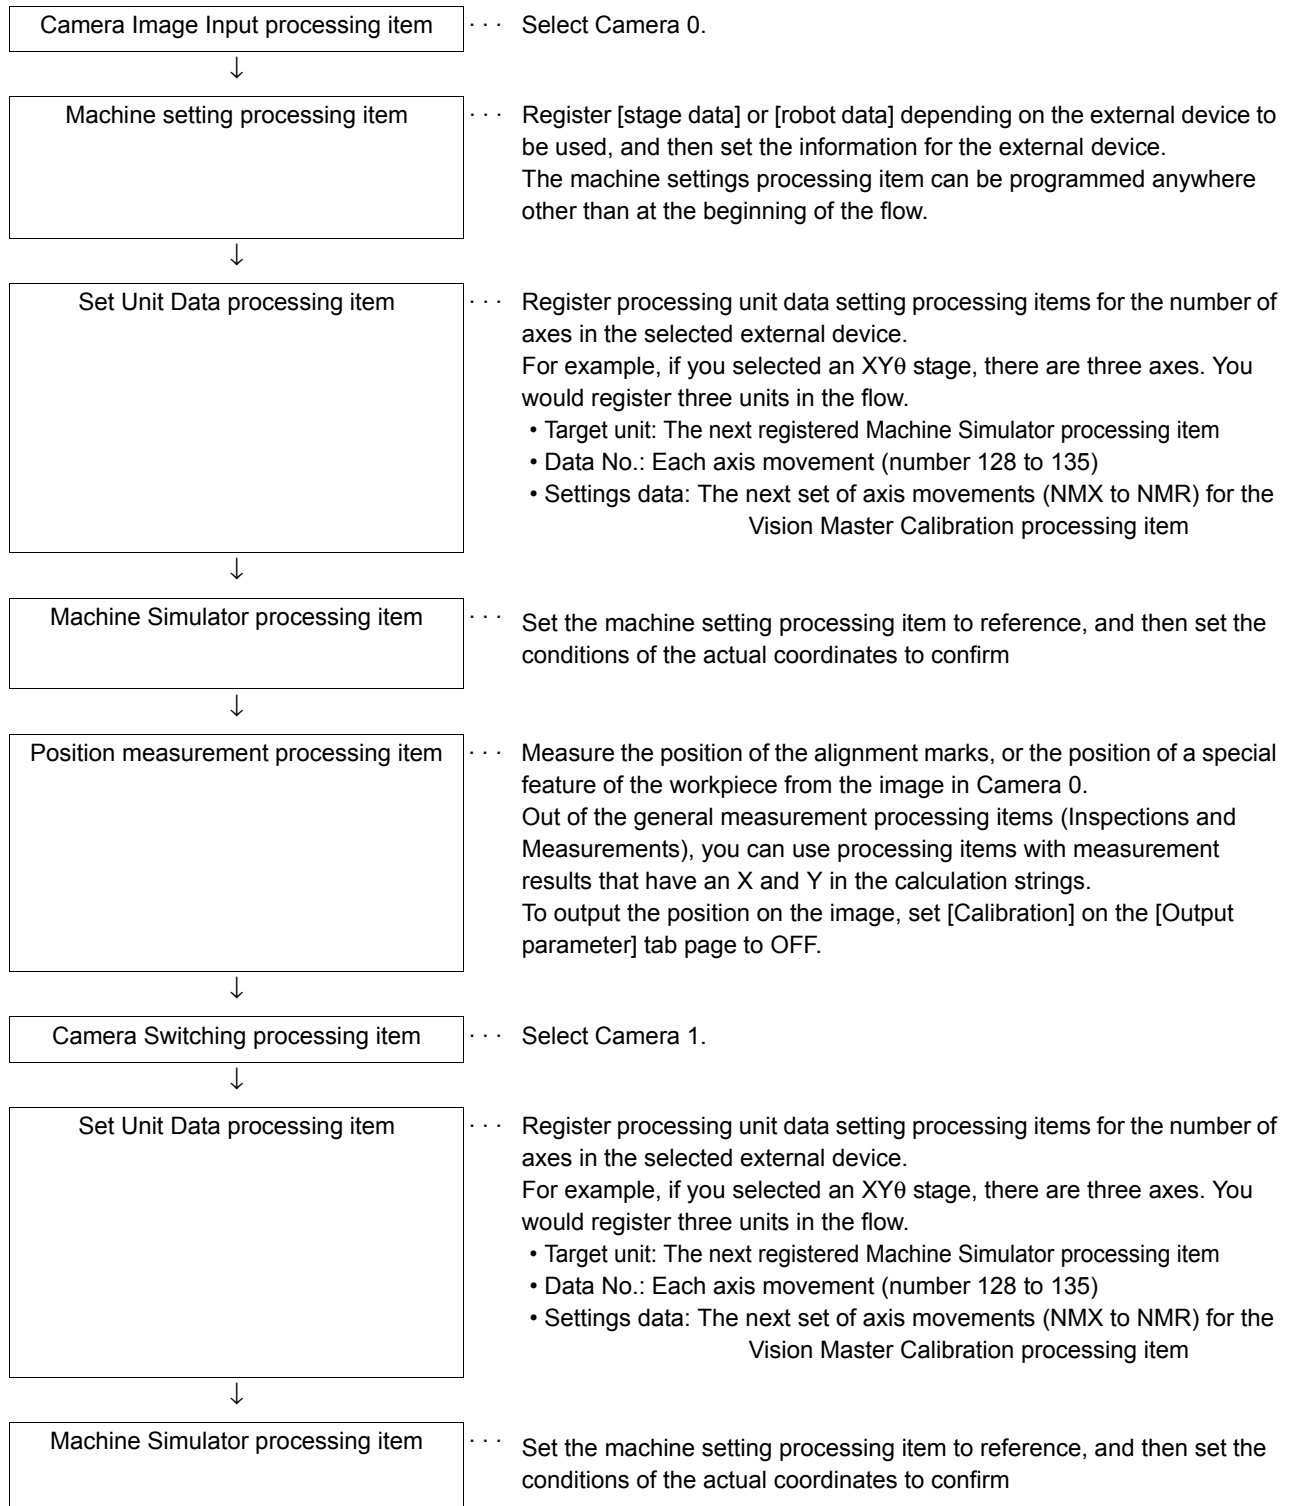 Camera Image Input processing item · · · Select Camera 0.
↓
Machine setting processing item · · · Register [stage data] or [robot data] depending on the external device to
be used, and then set the information for the external device.
The machine settings processing item can be programmed anywhere
other than at the beginning of the flow.
↓
Set Unit Data processing item · · · Register processing unit data setting processing items for the number of
axes in the selected external device.
For example, if you selected an XYθ stage, there are three axes. You
would register three units in the flow.
• Target unit: The next registered Machine Simulator processing item
• Data No.: Each axis movement (number 128 to 135)
• Settings data: The next set of axis movements (NMX to NMR) for the
Vision Master Calibration processing item
↓
Machine Simulator processing item · · · Set the machine setting processing item to reference, and then set the
conditions of the actual coordinates to confirm
↓
Position measurement processing item · · · Measure the position of the alignment marks, or the position of a special
feature of the workpiece from the image in Camera 0.
Out of the general measurement processing items (Inspections and
Measurements), you can use processing items with measurement
results that have an X and Y in the calculation strings.
To output the position on the image, set [Calibration] on the [Output
parameter] tab page to OFF.
↓
Camera Switching processing item · · · Select Camera 1.
↓
Set Unit Data processing item · · · Register processing unit data setting processing items for the number of
axes in the selected external device.
For example, if you selected an XYθ stage, there are three axes. You
would register three units in the flow.
• Target unit: The next registered Machine Simulator processing item
• Data No.: Each axis movement (number 128 to 135)
• Settings data: The next set of axis movements (NMX to NMR) for the
Vision Master Calibration processing item
↓
Machine Simulator processing item · · · Set the machine setting processing item to reference, and then set the
conditions of the actual coordinates to confirm